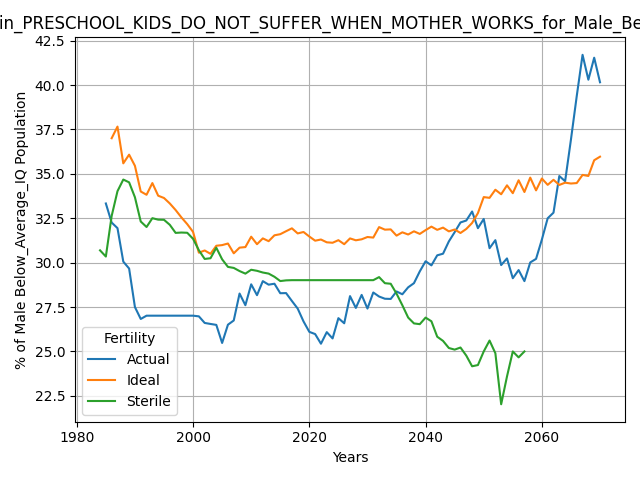 in_PRESCHOOL_KIDS_DO_NOT_SUFFER_WHEN_MOTHER_WORKS_for_Male_Be
% of Male Below_Average_IQ Population
42.5
40.0
37.5
35.0
32.5
30.0
27.5
25.0
22.5
Fertility
Actual
Ideal
Sterile
1980 2000 2020 2040 2060
Years